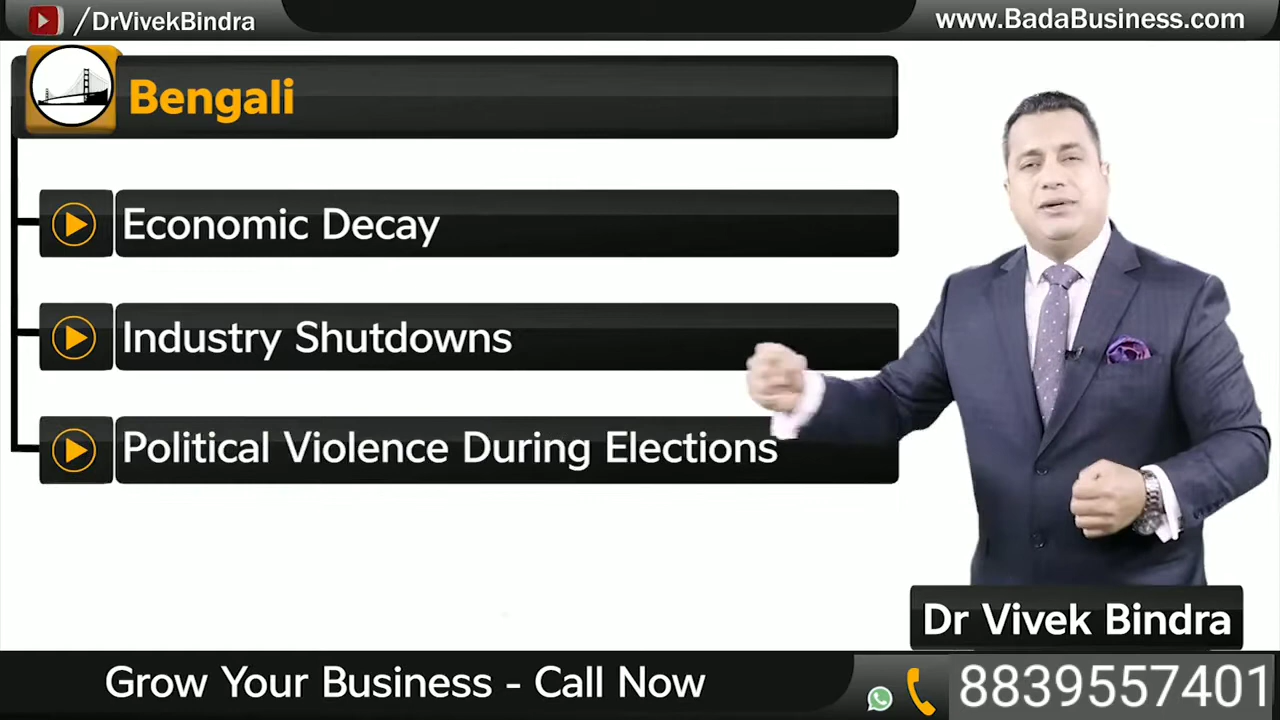 /DrVivekBindra
www.BadaBusiness.com
Bengali
Economic Decay
Industry Shutdowns
Political Violence During Elections
Dr Vivek Bindra
Grow Your Business - Call Now
8839557401